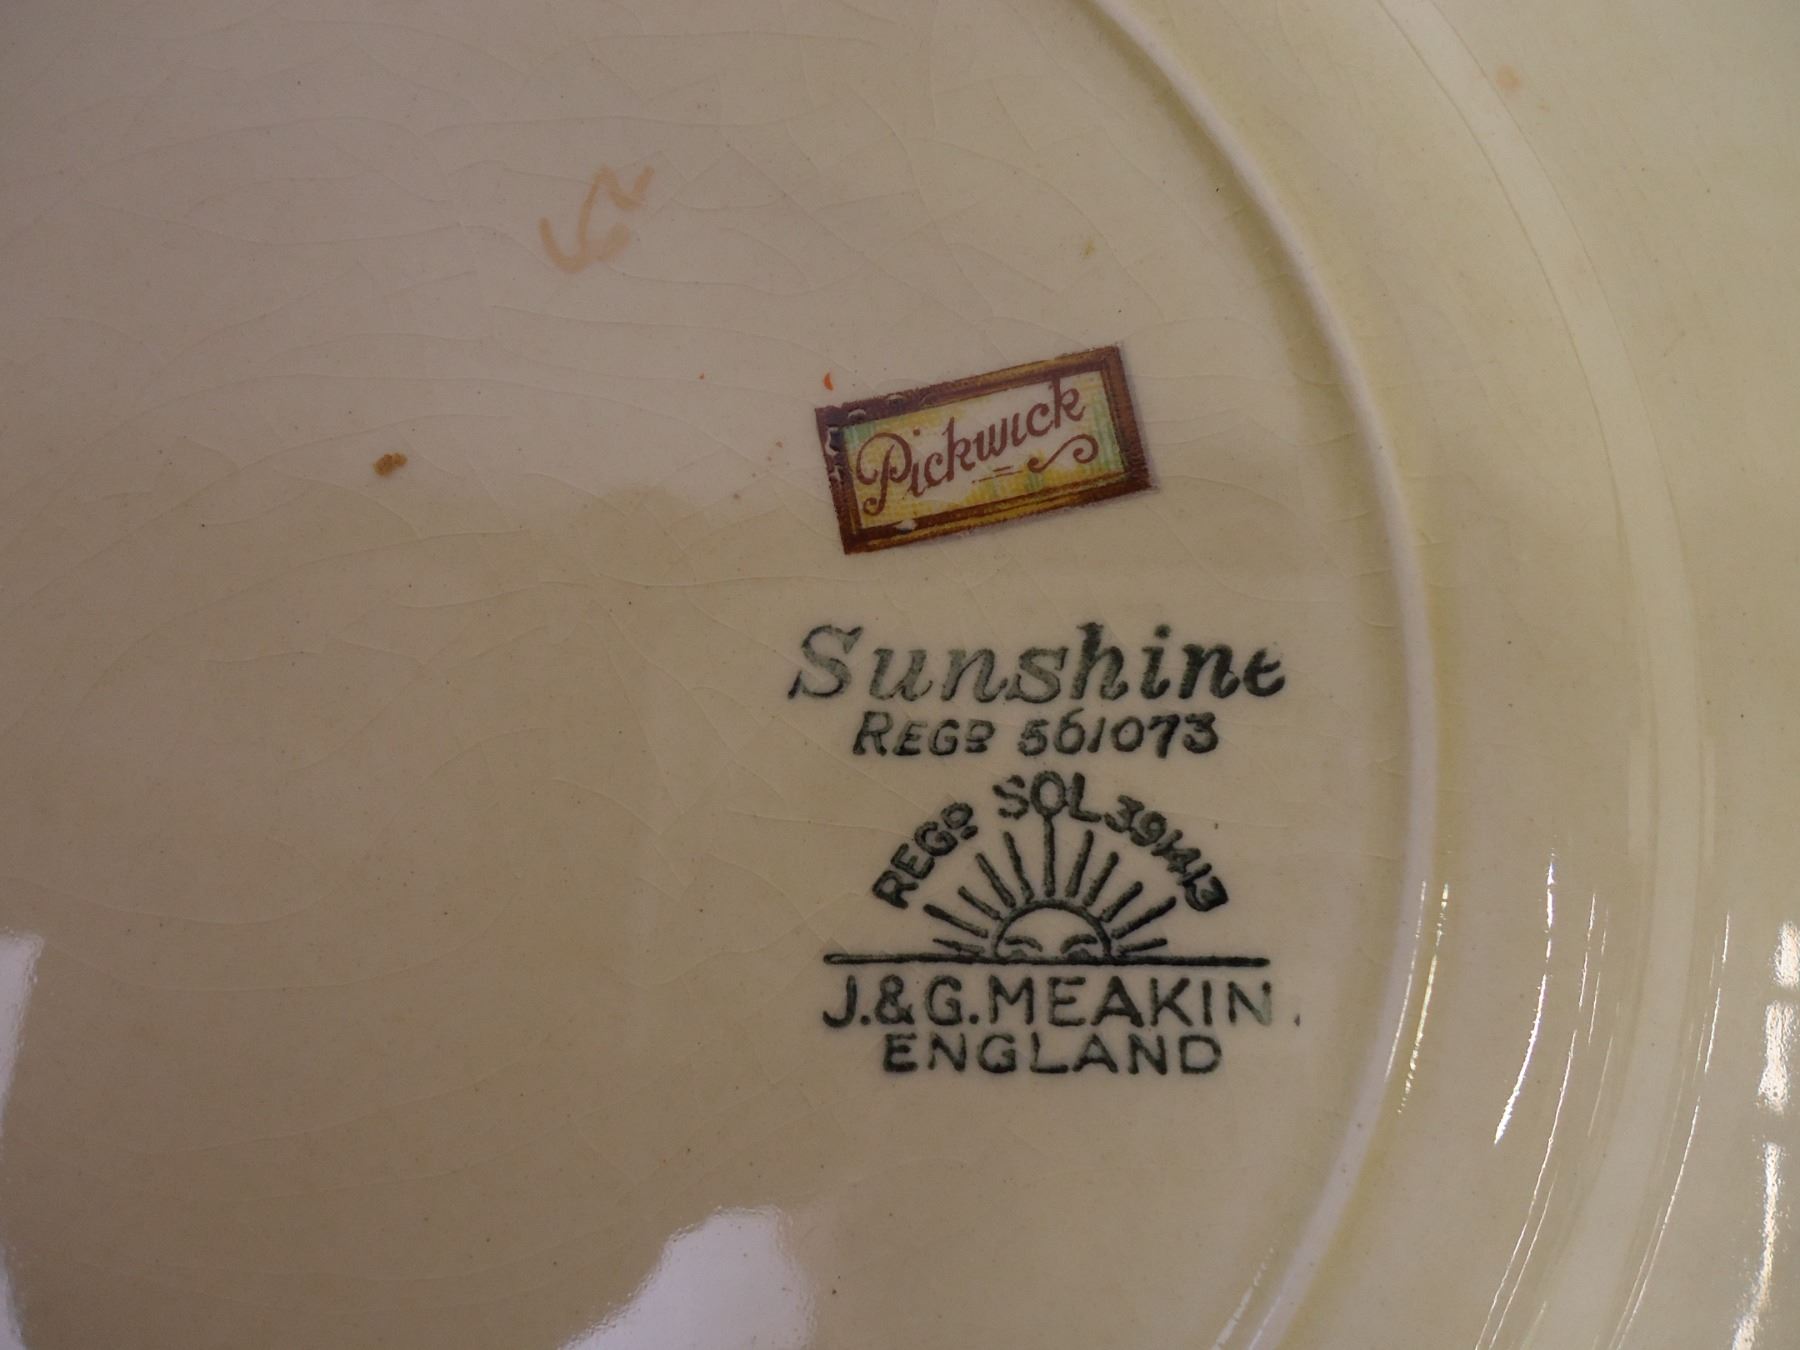 Pickwick
Sunshine
REGD 561073
REGD SOL 391413
J. & G. MEAKIN.
ENGLAND